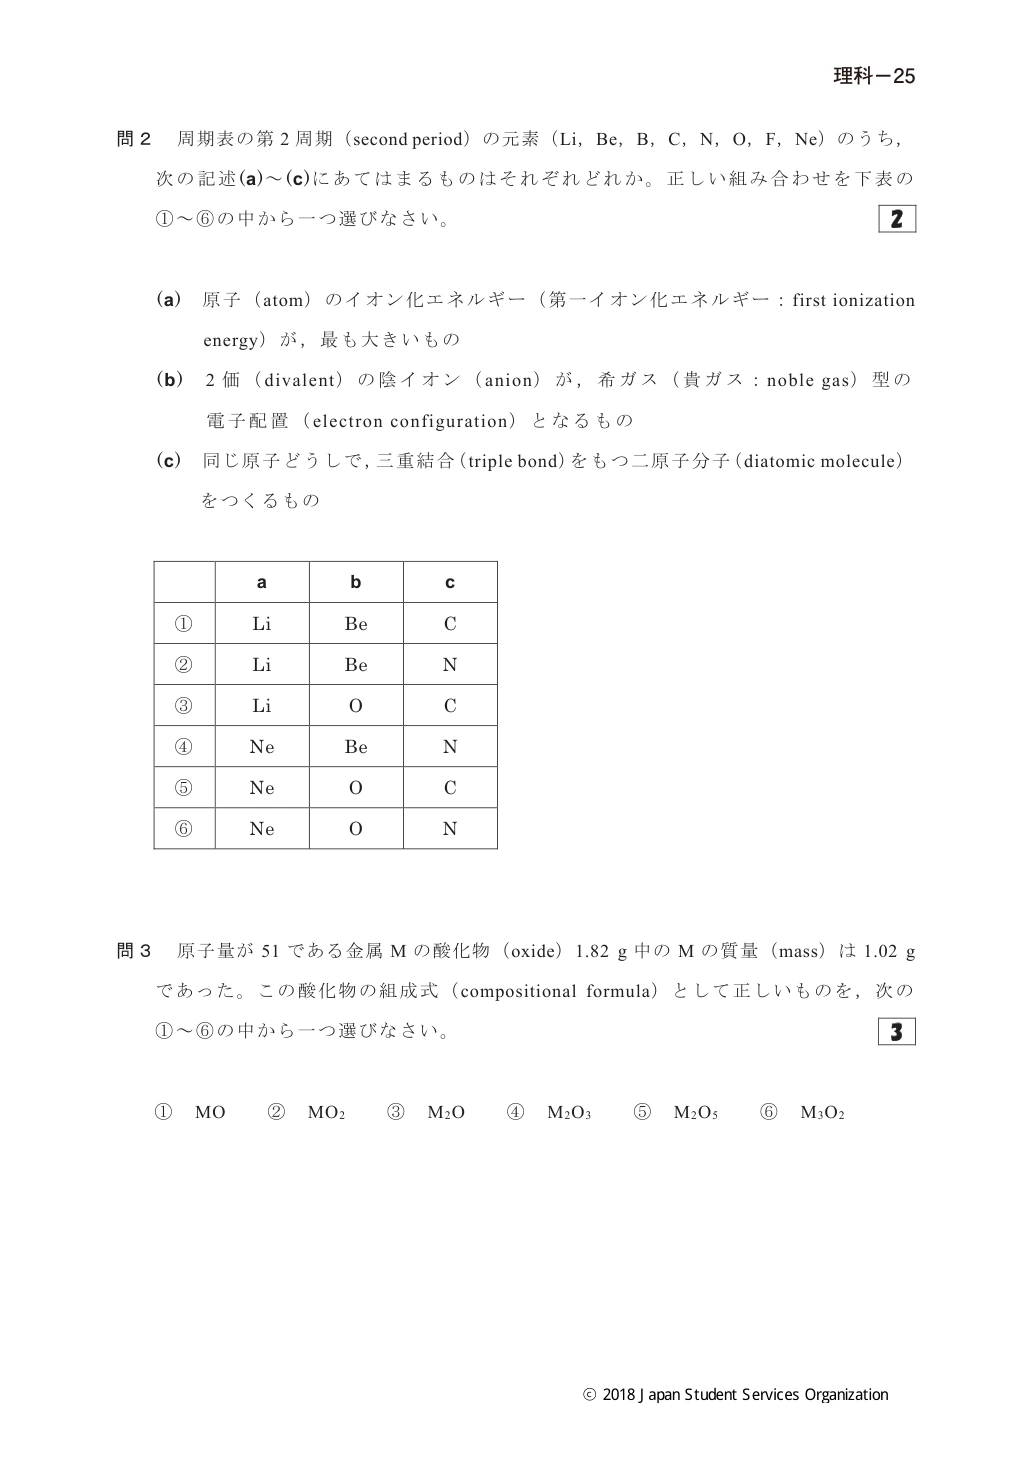 理科－25
問2 周期表の第2周期（second period）の元素（Li，Be，B，C，N，O，F，Ne）のうち，
次の記述(a)～(c)にあてはまるものはそれぞれどれか。正しい組み合わせを下表の
①～⑥の中から一つ選びなさい。 2
(a) 原子（atom）のイオン化エネルギー（第一イオン化エネルギー：first ionization
energy）が，最も大きいもの
(b) 2価（divalent）の陰イオン（anion）が，希ガス（貴ガス：noble gas）型の
電子配置（electron configuration）となるもの
(c) 同じ原子どうしで，三重結合（triple bond）をもつ二原子分子（diatomic molecule）
をつくるもの
a b c
① Li Be C
② Li Be N
③ Li O C
④ Ne Be N
⑤ Ne O C
⑥ Ne O N
問3 原子量が51である金属Mの酸化物（oxide）1.82 g中のMの質量（mass）は1.02 g
であった。この酸化物の組成式（compositional formula）として正しいものを，次の
①～⑥の中から一つ選びなさい。 3
① MO ② MO₂ ③ M₂O ④ M₂O₃ ⑤ M₂O₅ ⑥ M₃O₂
© 2018 Japan Student Services Organization